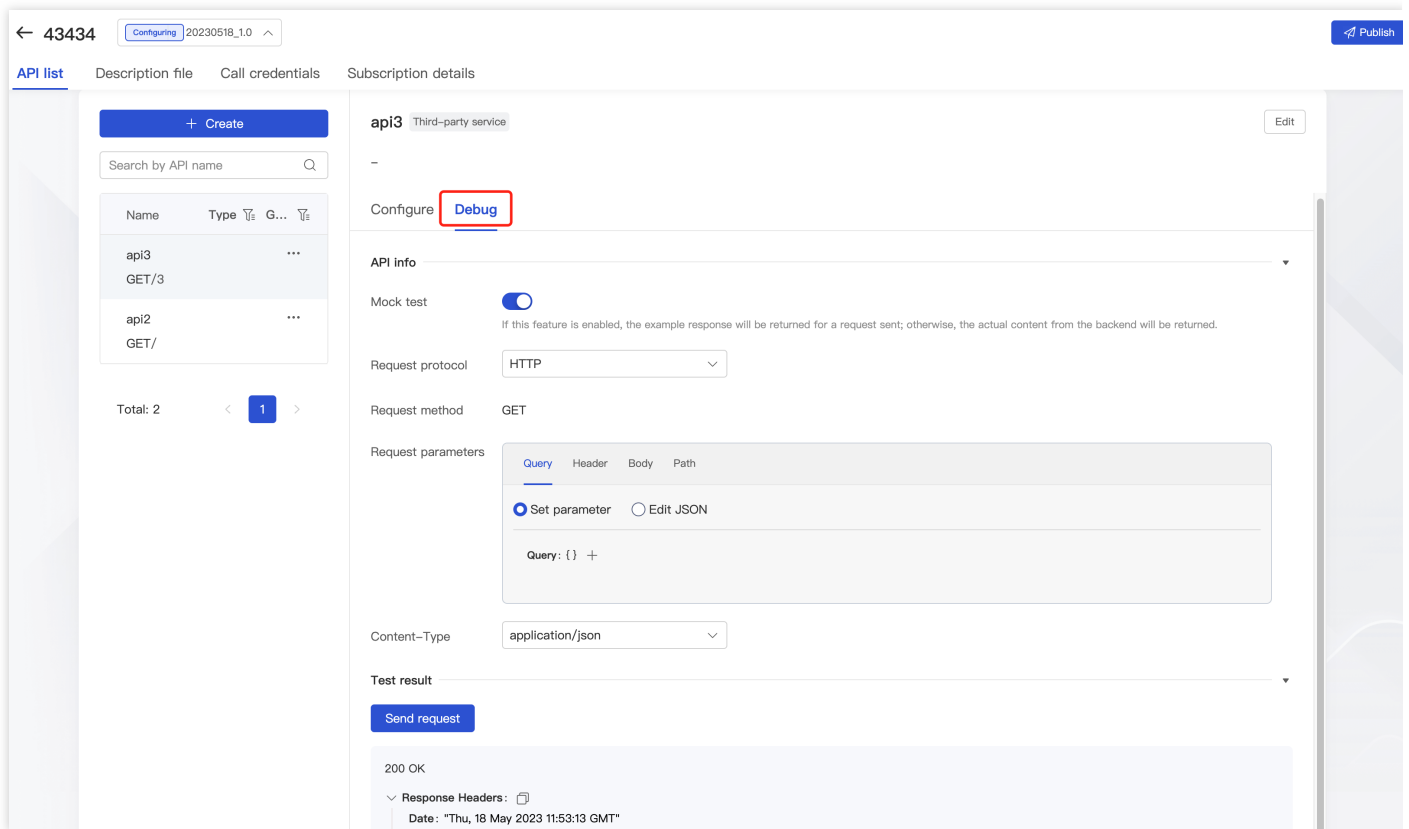 43434
Configuring 20230518_1.0
Publish
API list Description file Call credentials Subscription details
+ Create
Search by API name
Name Type G...
api3 ...
GET/3
api2 ...
GET/
Total: 2 < 1 >
api3 Third-party service
Edit
–
Configure Debug
API info
Mock test
If this feature is enabled, the example response will be returned for a request sent; otherwise, the actual content from the backend will be returned.
Request protocol HTTP
Request method GET
Request parameters
Query Header Body Path
Set parameter Edit JSON
Query: {} +
Content-Type application/json
Test result
Send request
200 OK
Response Headers:
Date: "Thu, 18 May 2023 11:53:13 GMT"